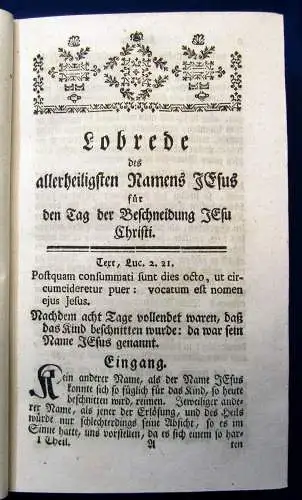 Lobrede
des
allerheiligsten Namens JEsus
für
den Tag der Beschneidung JEsu
Christi.
Text, Luc. 2. 21.
Postquam consummati sunt dies octo, ut cir-
cumcideretur puer: vocatum est nomen
ejus Jesus.
Nachdem acht Tage vollendet waren, daß
das Kind beschnitten wurde: da war sein
Name JEsus genannt.
Eingang.
Kein anderer Name, als der Name JEsus
konnte sich so füglich für das Kind, so heute
beschnitten wird, reimen. Jeweiliger ande-
rer Name, als jener der Erlösung, und des Heils
würde nur schlechterdings seine Absicht, so es im
Sinne hatte, uns vorstellen, da es sich einem so har-
I Theil. A ten